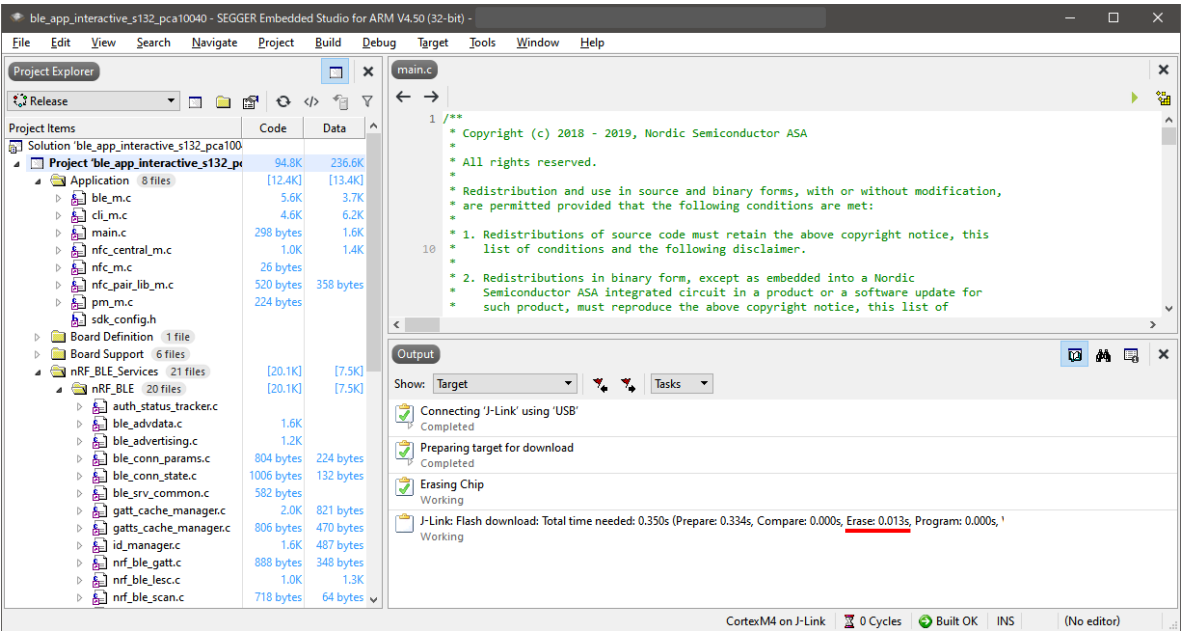 ble_app_interactive_s132_pca10040 - SEGGER Embedded Studio for ARM V4.50 (32-bit) -
File Edit View Search Navigate Project Build Debug Target Tools Window Help
Project Explorer
Release
Project Items Code Data
Solution 'ble_app_interactive_s132_pca100
Project 'ble_app_interactive_s132_pc 94.8K 236.6K
Application 8 files [12.4K] [13.4K]
ble_m.c 5.6K 3.7K
cli_m.c 4.6K 6.2K
main.c 298 bytes 1.6K
nfc_central_m.c 1.0K 1.4K
nfc_m.c 26 bytes
nfc_pair_lib_m.c 520 bytes 358 bytes
pm_m.c 224 bytes
sdk_config.h
Board Definition 1 file
Board Support 6 files
nRF_BLE_Services 21 files [20.1K] [7.5K]
nRF_BLE 20 files [20.1K] [7.5K]
auth_status_tracker.c
ble_advdata.c 1.6K
ble_advertising.c 1.2K
ble_conn_params.c 804 bytes 224 bytes
ble_conn_state.c 1006 bytes 132 bytes
ble_srv_common.c 582 bytes
gatt_cache_manager.c 2.0K 821 bytes
gatts_cache_manager.c 806 bytes 470 bytes
id_manager.c 1.6K 487 bytes
nrf_ble_gatt.c 888 bytes 348 bytes
nrf_ble_lesc.c 1.0K 1.3K
nrf_ble_scan.c 718 bytes 64 bytes
main.c
1 /**
* Copyright (c) 2018 - 2019, Nordic Semiconductor ASA
*
* All rights reserved.
*
* Redistribution and use in source and binary forms, with or without modification,
* are permitted provided that the following conditions are met:
*
* 1. Redistributions of source code must retain the above copyright notice, this
10 * list of conditions and the following disclaimer.
*
* 2. Redistributions in binary form, except as embedded into a Nordic
* Semiconductor ASA integrated circuit in a product or a software update for
* such product, must reproduce the above copyright notice, this list of
Output
Show: Target Tasks
Connecting 'J-Link' using 'USB'
Completed
Preparing target for download
Completed
Erasing Chip
Working
J-Link: Flash download: Total time needed: 0.350s (Prepare: 0.334s, Compare: 0.000s, Erase: 0.013s, Program: 0.000s,
Working
CortexM4 on J-Link 0 Cycles Built OK INS (No editor)